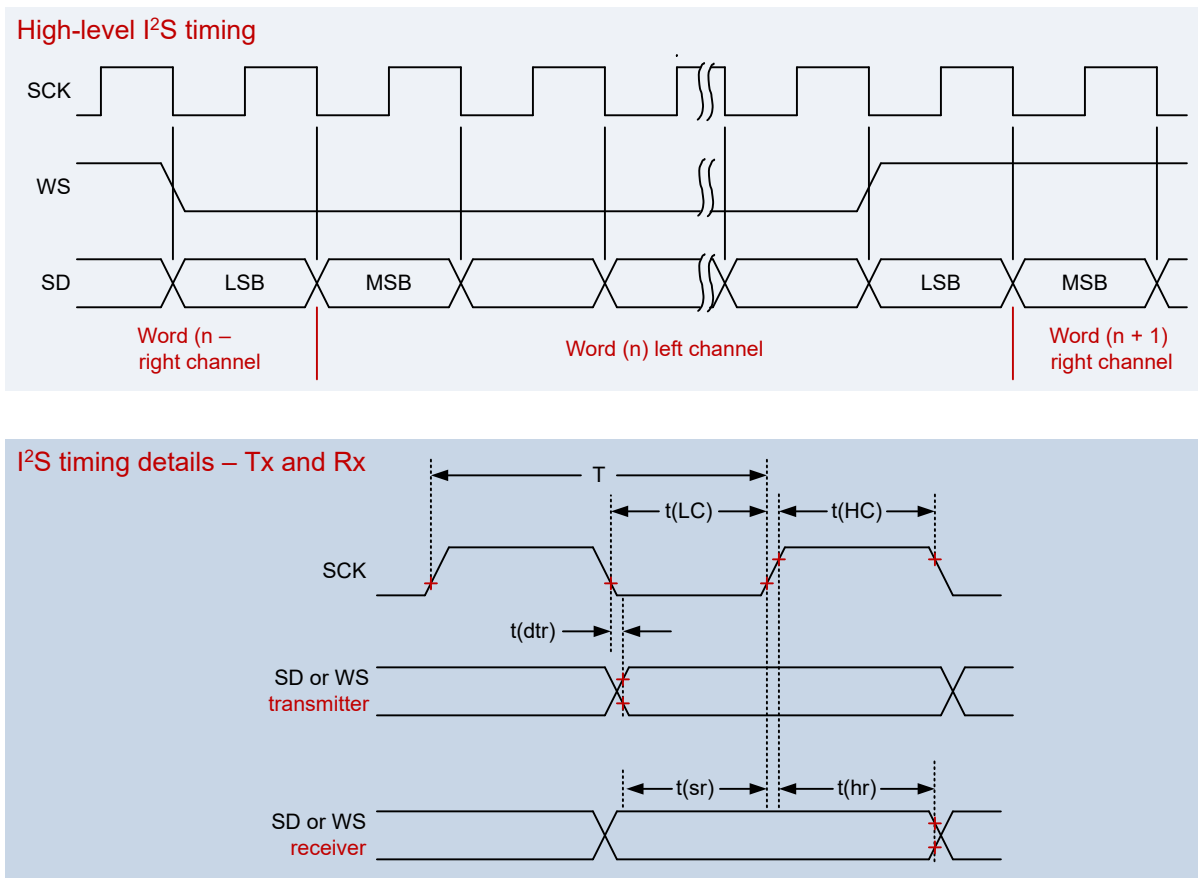 High-level I²S timing
SCK
WS
SD
LSB
MSB
LSB
MSB
Word (n –
right channel
Word (n) left channel
Word (n + 1)
right channel
I²S timing details – Tx and Rx
T
t(LC)
t(HC)
SCK
t(dtr)
SD or WS
transmitter
t(sr)
t(hr)
SD or WS
receiver